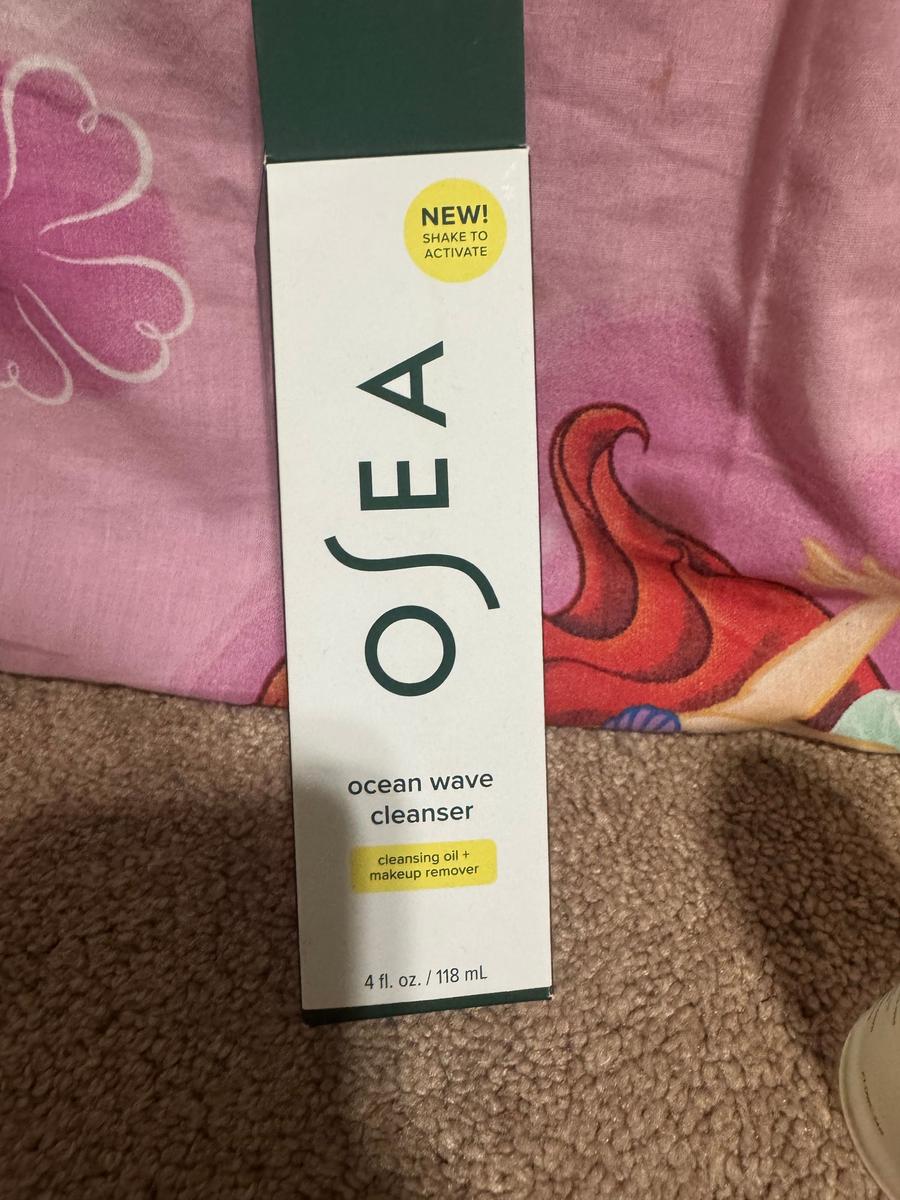 NEW!
SHAKE TO
ACTIVATE
OSEA
ocean wave
cleanser
cleansing oil +
makeup remover
4 fl. oz. / 118 mL